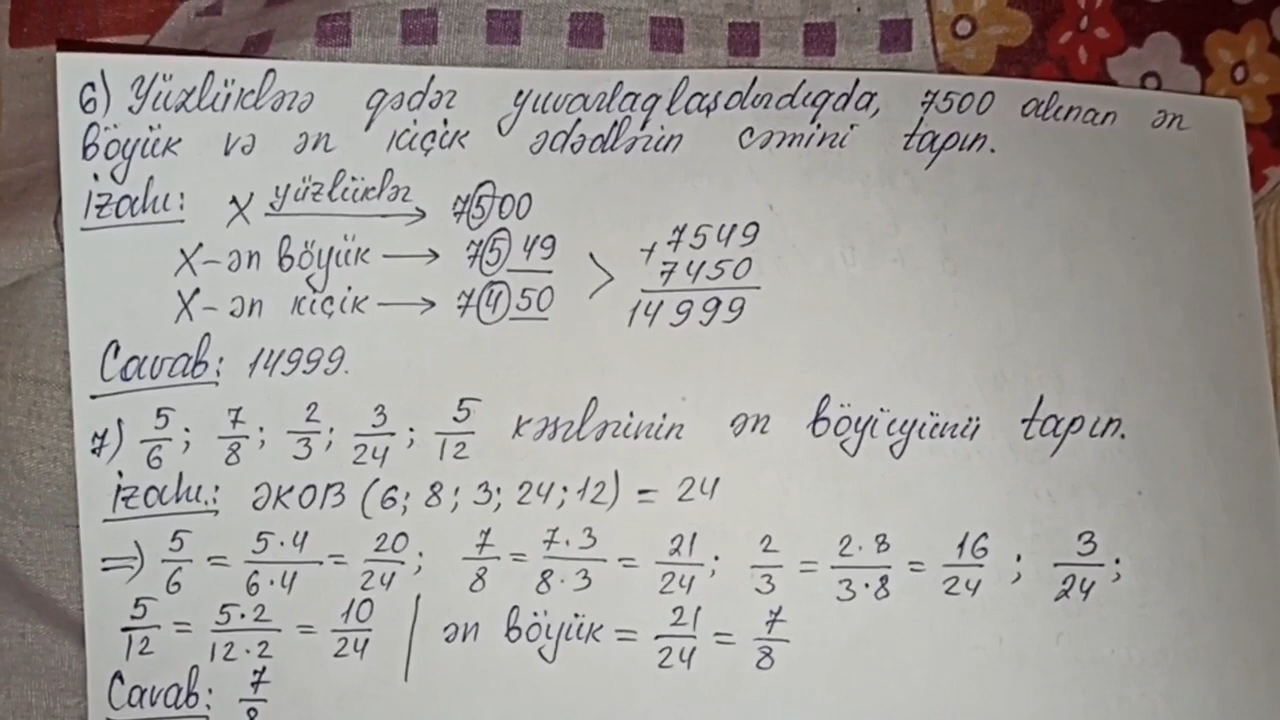 6) Yüzlüklərə qədər yuvarlaqlaşdırdıqda, 7500 alınan ən
böyük və ən kiçik ədədlərin cəmini tapın.
İzahı: X yüzlüklər → 7500
X-ən böyük → 7549 > +7549
X-ən kiçik → 7450 7450
14999
Cavab: 14999.
7) 5/6; 7/8; 2/3; 3/24; 5/12 kəsrlərinin ən böyüyünü tapın.
İzahı: ƏKOB (6; 8; 3; 24; 12) = 24
⇒) 5/6 = 5·4/6·4 = 20/24; 7/8 = 7·3/8·3 = 21/24; 2/3 = 2·8/3·8 = 16/24; 3/24;
5/12 = 5·2/12·2 = 10/24 | ən böyük = 21/24 = 7/8
Cavab: 7/8